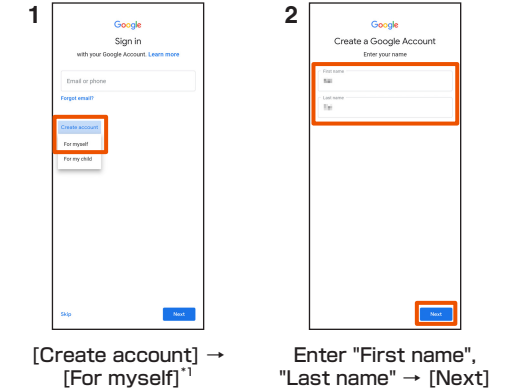 1
Google
Sign in
with your Google Account. Learn more
Email or phone
Forgot email?
Create account
For myself
For my child
Skip
Next
[Create account] →
[For myself]*1
2
Google
Create a Google Account
Enter your name
First name
Last name
Next
Enter "First name",
"Last name" → [Next]